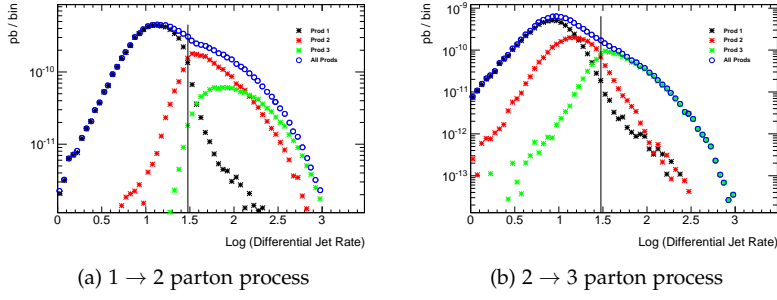 pb / bin
10⁻¹⁰
10⁻¹¹
Prod 1
Prod 2
Prod 3
All Prods
0 0.5 1 1.5 2 2.5 3
Log (Differential Jet Rate)
(a) 1 → 2 parton process
pb / bin
10⁻⁹
10⁻¹⁰
10⁻¹¹
10⁻¹²
10⁻¹³
Prod 1
Prod 2
Prod 3
All Prods
0 0.5 1 1.5 2 2.5 3
Log (Differential Jet Rate)
(b) 2 → 3 parton process